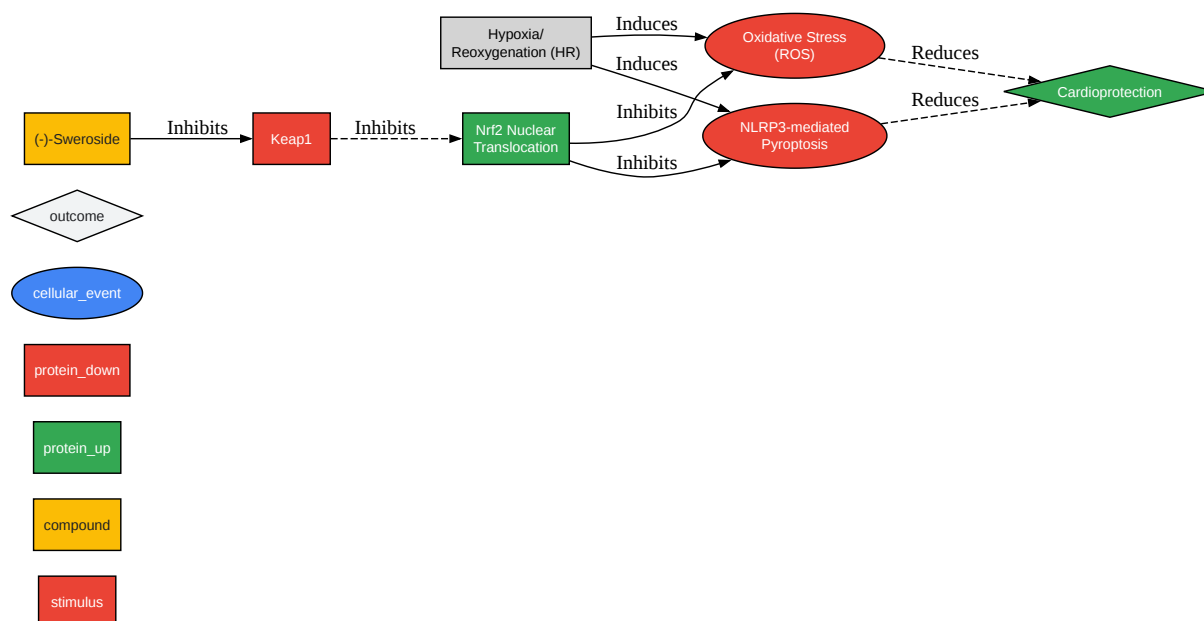 Hypoxia/
Reoxygenation (HR)
Induces
Induces
Oxidative Stress
(ROS)
Reduces
Cardioprotection
(-)-Sweroside
Inhibits
Keap1
Inhibits
Nrf2 Nuclear
Translocation
Inhibits
Inhibits
NLRP3-mediated
Pyroptosis
Reduces
outcome
cellular_event
protein_down
protein_up
compound
stimulus